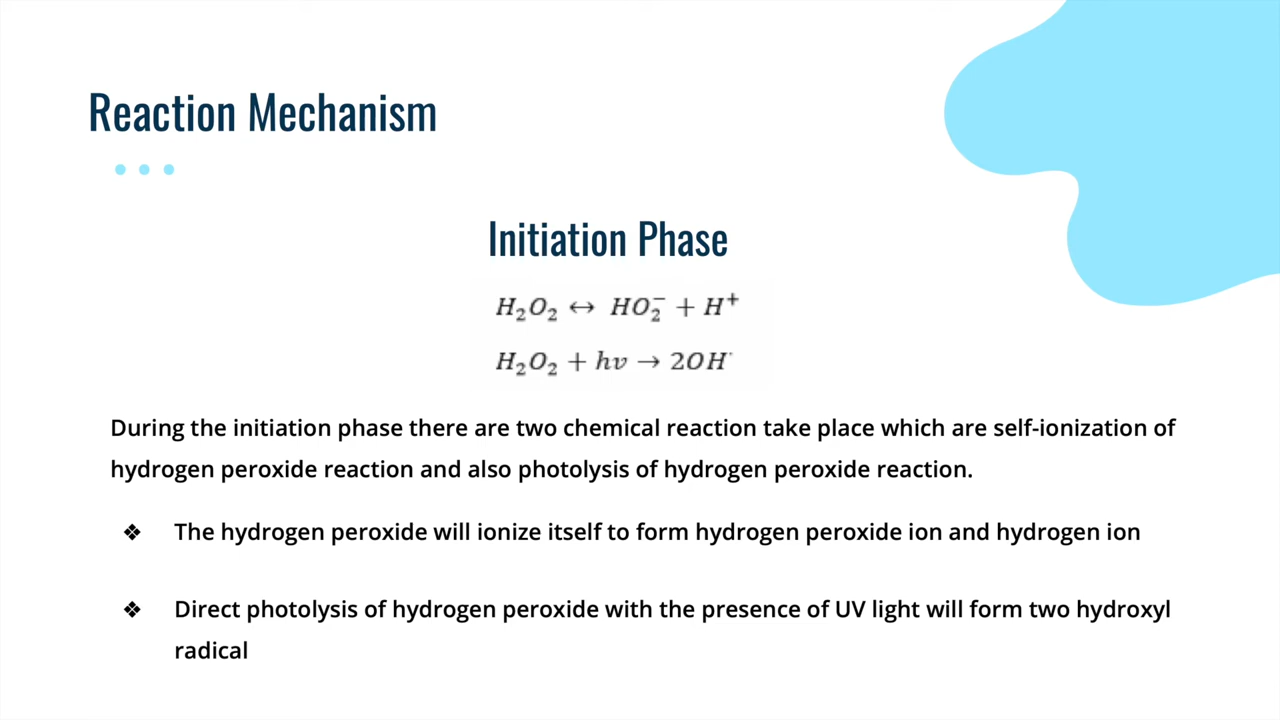 Reaction Mechanism
Initiation Phase
H₂O₂ ↔ HO₂⁻ + H⁺
H₂O₂ + hv → 2OH˙
During the initiation phase there are two chemical reaction take place which are self-ionization of
hydrogen peroxide reaction and also photolysis of hydrogen peroxide reaction.
❖ The hydrogen peroxide will ionize itself to form hydrogen peroxide ion and hydrogen ion
❖ Direct photolysis of hydrogen peroxide with the presence of UV light will form two hydroxyl
radical